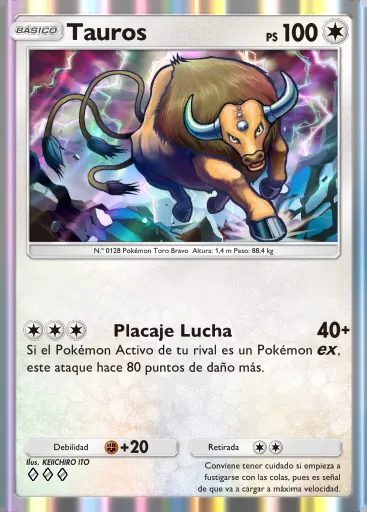 BÁSICO Tauros PS 100
N.º 0128 Pokémon Toro Bravo Altura: 1,4 m Peso: 88,4 kg
Placaje Lucha 40+
Si el Pokémon Activo de tu rival es un Pokémon ex,
este ataque hace 80 puntos de daño más.
Debilidad +20 Retirada
Ilus. KEIICHIRO ITO
Conviene tener cuidado si empieza a
fustigarse con las colas, pues es señal
de que va a cargar a máxima velocidad.